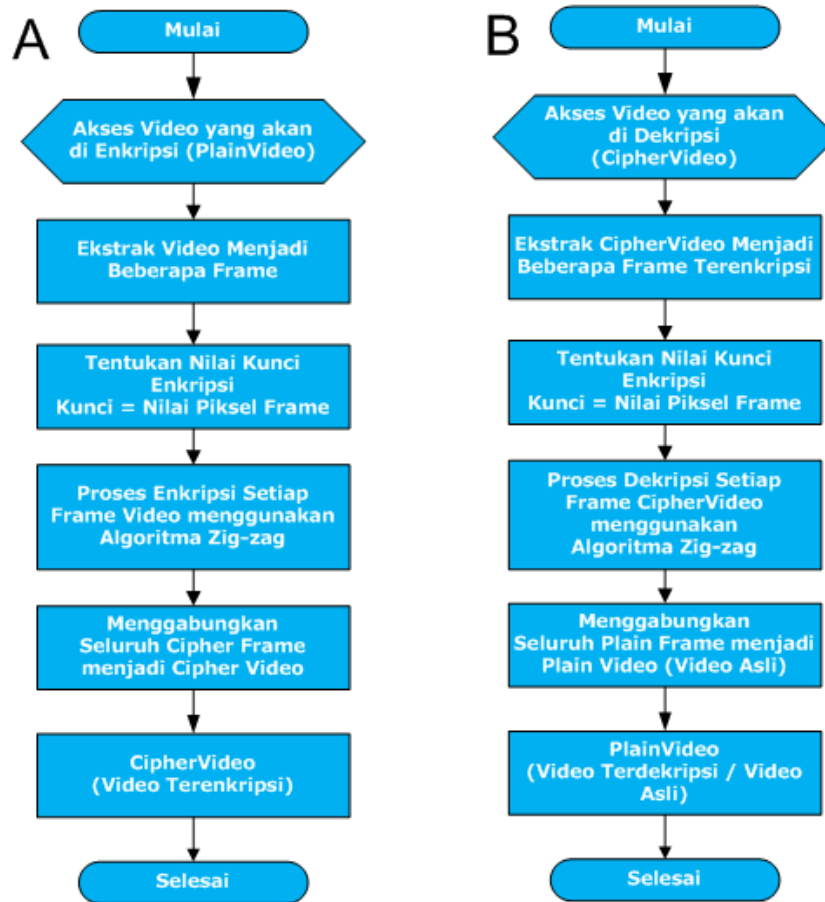 A
Mulai
Akses Video yang akan
di Enkripsi (PlainVideo)
Ekstrak Video Menjadi
Beberapa Frame
Tentukan Nilai Kunci
Enkripsi
Kunci = Nilai Piksel Frame
Proses Enkripsi Setiap
Frame Video menggunakan
Algoritma Zig-zag
Menggabungkan
Seluruh Cipher Frame
menjadi Cipher Video
CipherVideo
(Video Terenkripsi)
Selesai
B
Mulai
Akses Video yang akan
di Dekripsi
(CipherVideo)
Ekstrak CipherVideo Menjadi
Beberapa Frame Terenkripsi
Tentukan Nilai Kunci
Enkripsi
Kunci = Nilai Piksel Frame
Proses Dekripsi Setiap
Frame CipherVideo
menggunakan
Algoritma Zig-zag
Menggabungkan
Seluruh Plain Frame menjadi
Plain Video (Video Asli)
PlainVideo
(Video Terdekripsi / Video
Asli)
Selesai